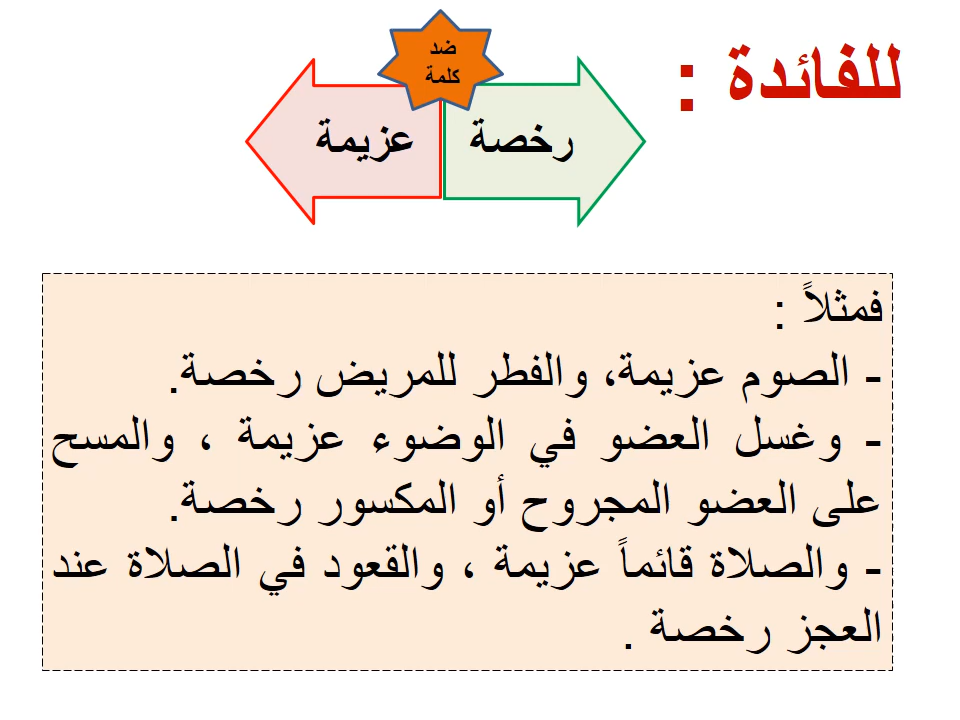 للفائدة :
ضد
كلمة
رخصة
عزيمة
فمثلاً :
- الصوم عزيمة، والفطر للمريض رخصة.
- وغسل العضو في الوضوء عزيمة ، والمسح
على العضو المجروح أو المكسور رخصة.
- والصلاة قائماً عزيمة ، والقعود في الصلاة عند
العجز رخصة .